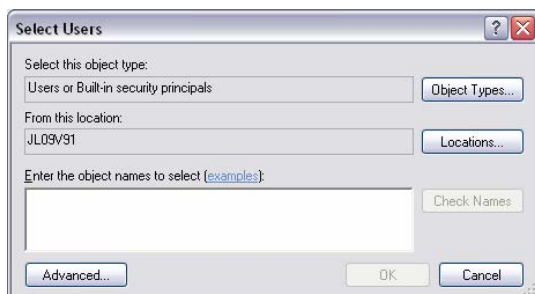 Select Users
Select this object type:
Users or Built-in security principals
Object Types...
From this location:
JL09V91
Locations...
Enter the object names to select (examples):
Check Names
Advanced...
OK
Cancel